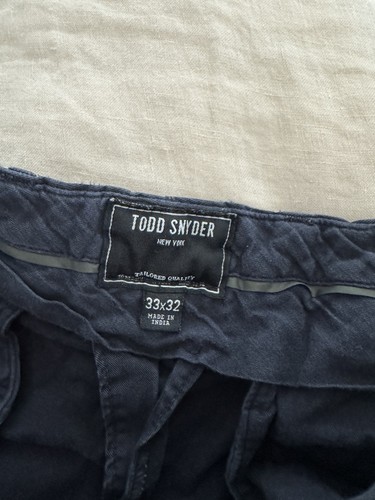 TODD SNYDER
NEW YORK
TAILORED QUALITY
33x32
MADE IN
INDIA